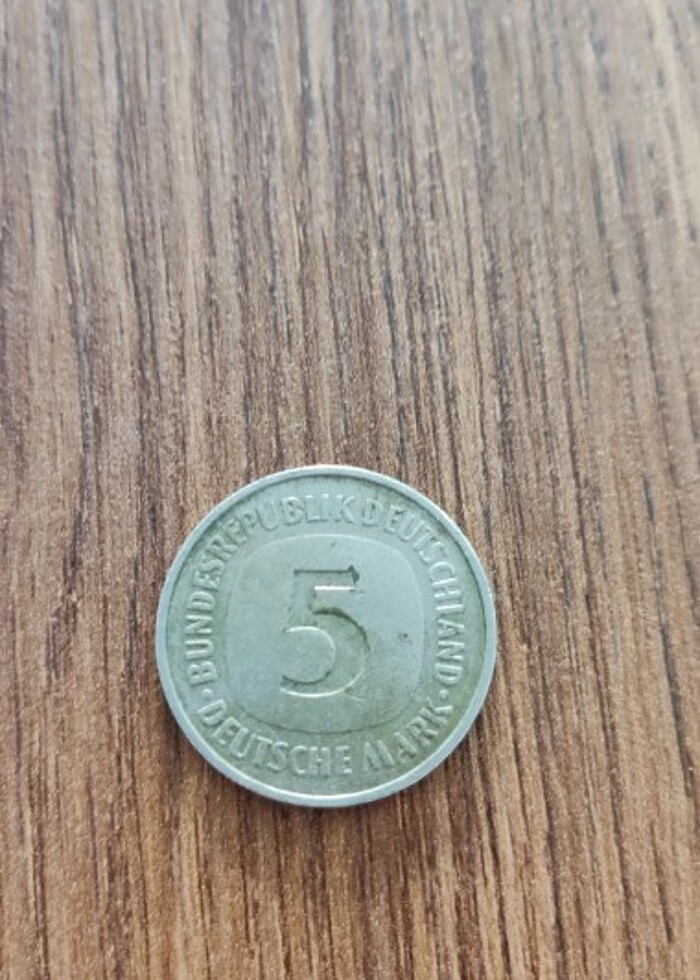 BUNDESREPUBLIK DEUTSCHLAND
5
· DEUTSCHE MARK ·